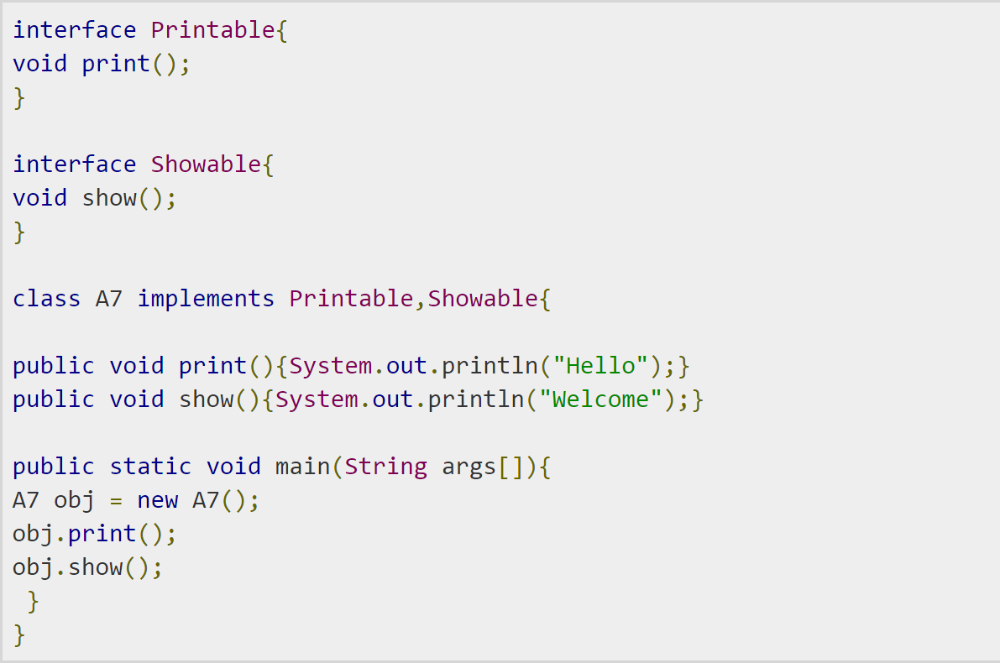 interface Printable{
void print();
}
interface Showable{
void show();
}
class A7 implements Printable,Showable{
public void print(){System.out.println("Hello");}
public void show(){System.out.println("Welcome");}
public static void main(String args[]){
A7 obj = new A7();
obj.print();
obj.show();
 }
}